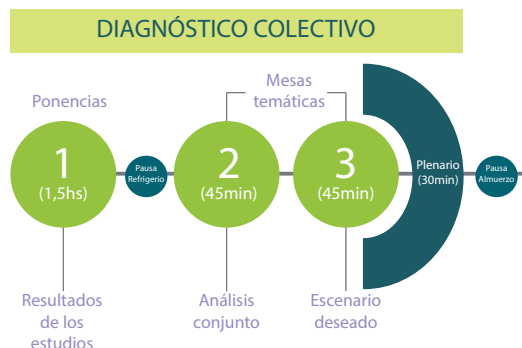 DIAGNÓSTICO COLECTIVO
Ponencias
Mesas
temáticas
1
(1,5hs)
Pausa
Refrigerio
2
(45min)
3
(45min)
Plenario
(30min)
Pausa
Almuerzo
Resultados
de los
estudios
Análisis
conjunto
Escenario
deseado